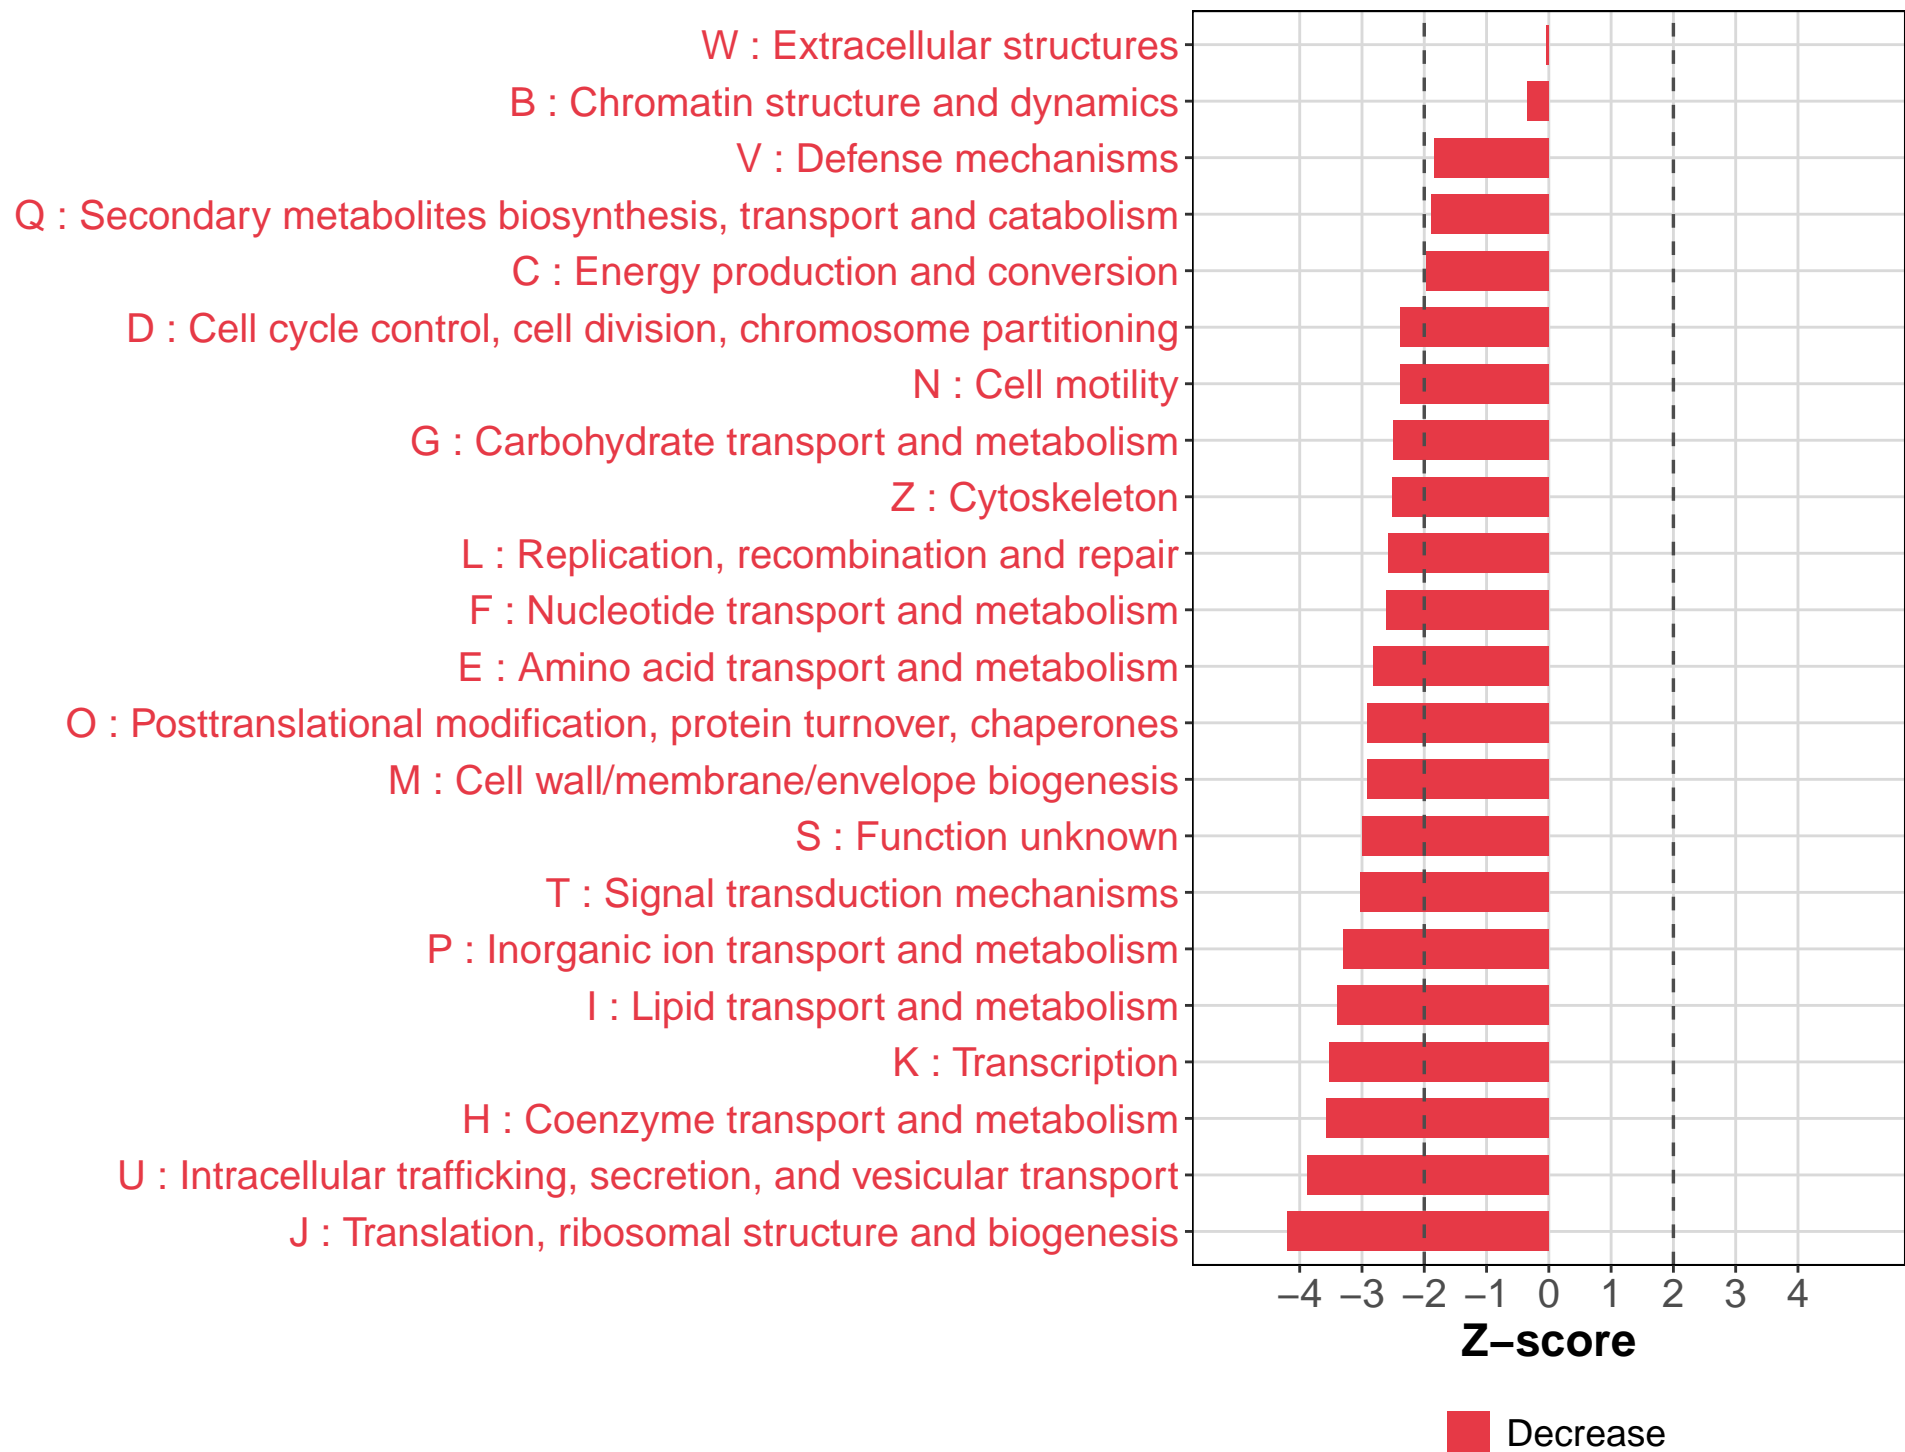 W : Extracellular structures
B : Chromatin structure and dynamics
V : Defense mechanisms
Q : Secondary metabolites biosynthesis, transport and catabolism
C : Energy production and conversion
D : Cell cycle control, cell division, chromosome partitioning
N : Cell motility
G : Carbohydrate transport and metabolism
Z : Cytoskeleton
L : Replication, recombination and repair
F : Nucleotide transport and metabolism
E : Amino acid transport and metabolism
O : Posttranslational modification, protein turnover, chaperones
M : Cell wall/membrane/envelope biogenesis
S : Function unknown
T : Signal transduction mechanisms
P : Inorganic ion transport and metabolism
I : Lipid transport and metabolism
K : Transcription
H : Coenzyme transport and metabolism
U : Intracellular trafficking, secretion, and vesicular transport
J : Translation, ribosomal structure and biogenesis
−4 −3 −2 −1 0 1 2 3 4
Z−score
Decrease